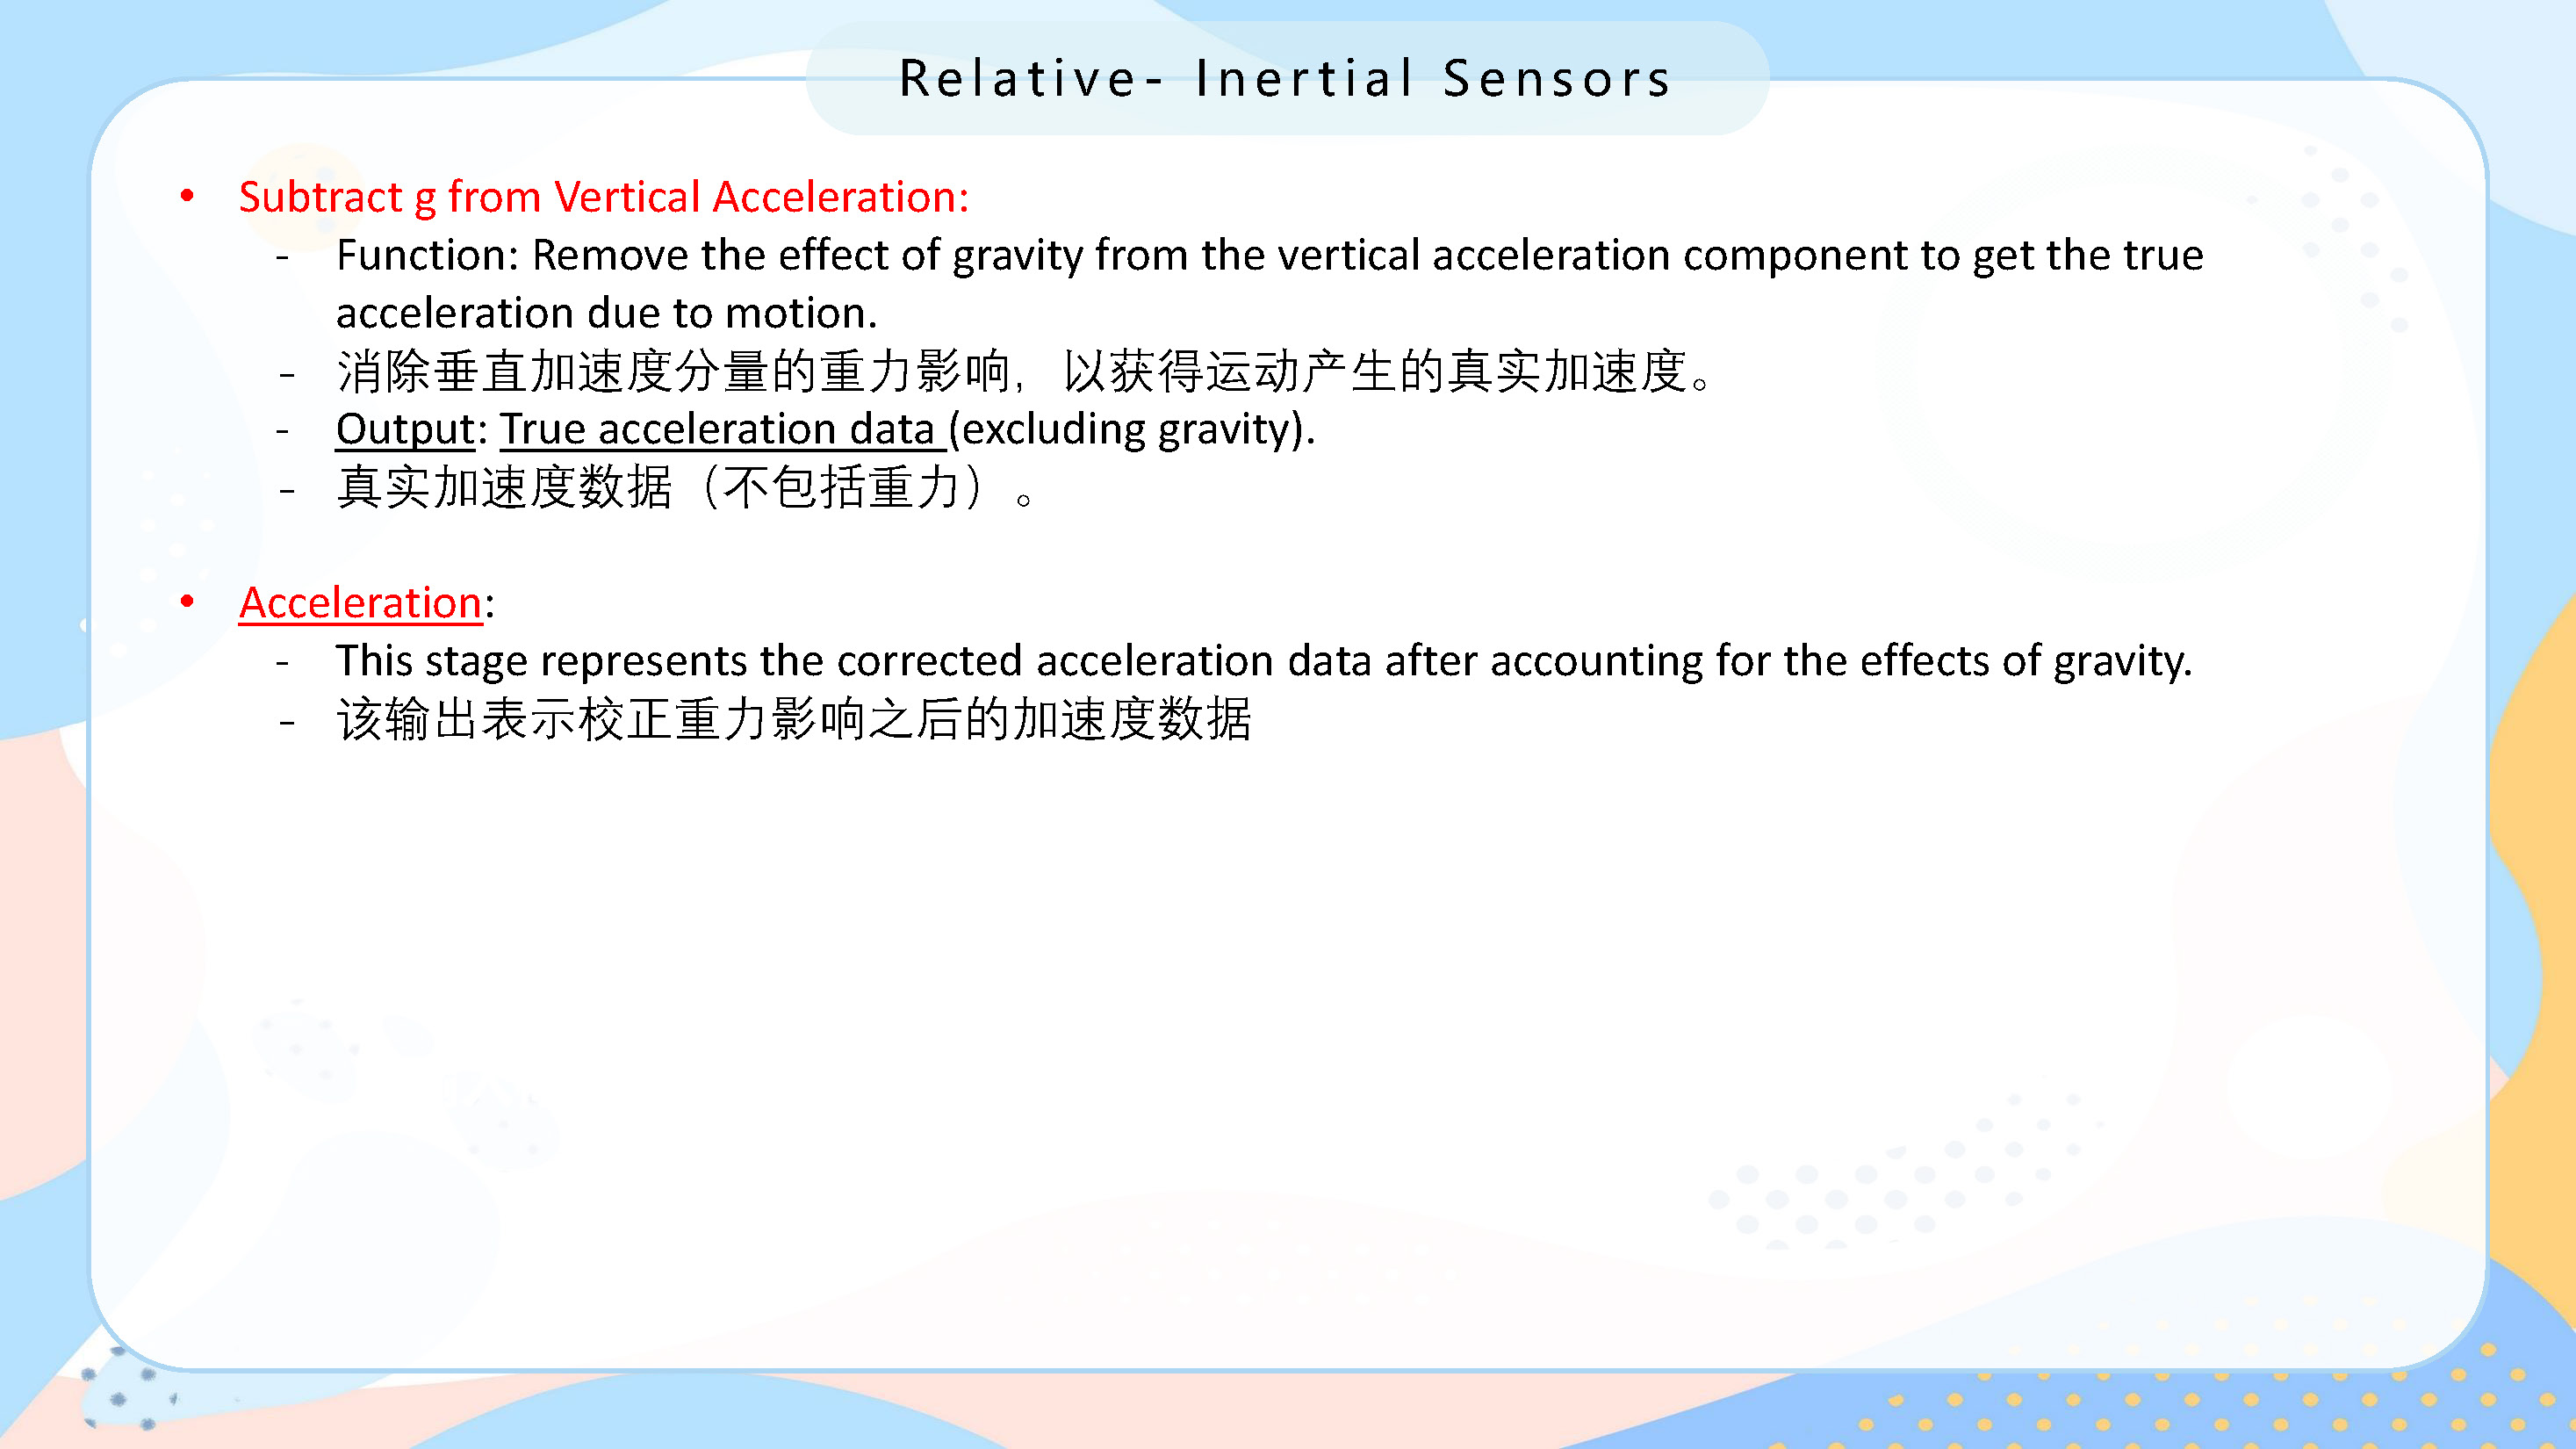 Relative- Inertial Sensors
• Subtract g from Vertical Acceleration:
- Function: Remove the effect of gravity from the vertical acceleration component to get the true
acceleration due to motion.
- 消除垂直加速度分量的重力影响，以获得运动产生的真实加速度。
- Output: True acceleration data (excluding gravity).
- 真实加速度数据（不包括重力）。
• Acceleration:
- This stage represents the corrected acceleration data after accounting for the effects of gravity.
- 该输出表示校正重力影响之后的加速度数据